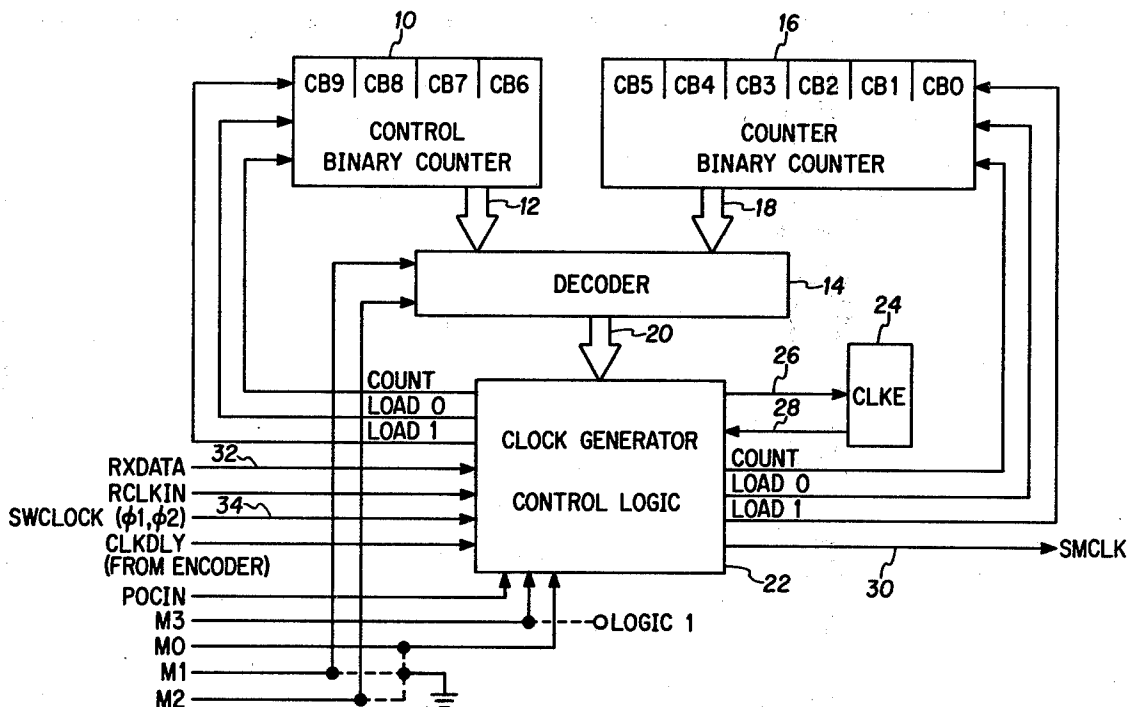 10
16
CB9 CB8 CB7 CB6
CB5 CB4 CB3 CB2 CB1 CB0
CONTROL
BINARY COUNTER
COUNTER
BINARY COUNTER
12
18
DECODER
14
20
24
COUNT
LOAD 0
LOAD 1
26
CLKE
28
CLOCK GENERATOR
CONTROL LOGIC
COUNT
LOAD 0
LOAD 1
RXDATA
32
RCLKIN
SWCLOCK (φ1,φ2)
34
CLKDLY
(FROM ENCODER)
SMCLK
30
22
POCIN
M3
LOGIC 1
M0
M1
M2